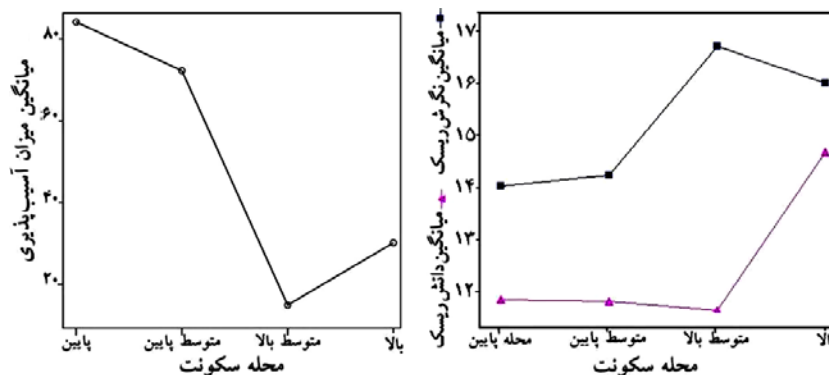 میانگین میزان آسیب‌پذیری
۸۰
۶۰
۴۰
۲۰
پایین
متوسط پایین
متوسط بالا
بالا
محله سکونت
میانگین نگرش ریسک
میانگین دانش ریسک
۱۷
۱۶
۱۵
۱۴
۱۳
۱۲
محله پایین
متوسط پایین
متوسط بالا
بالا
محله سکونت